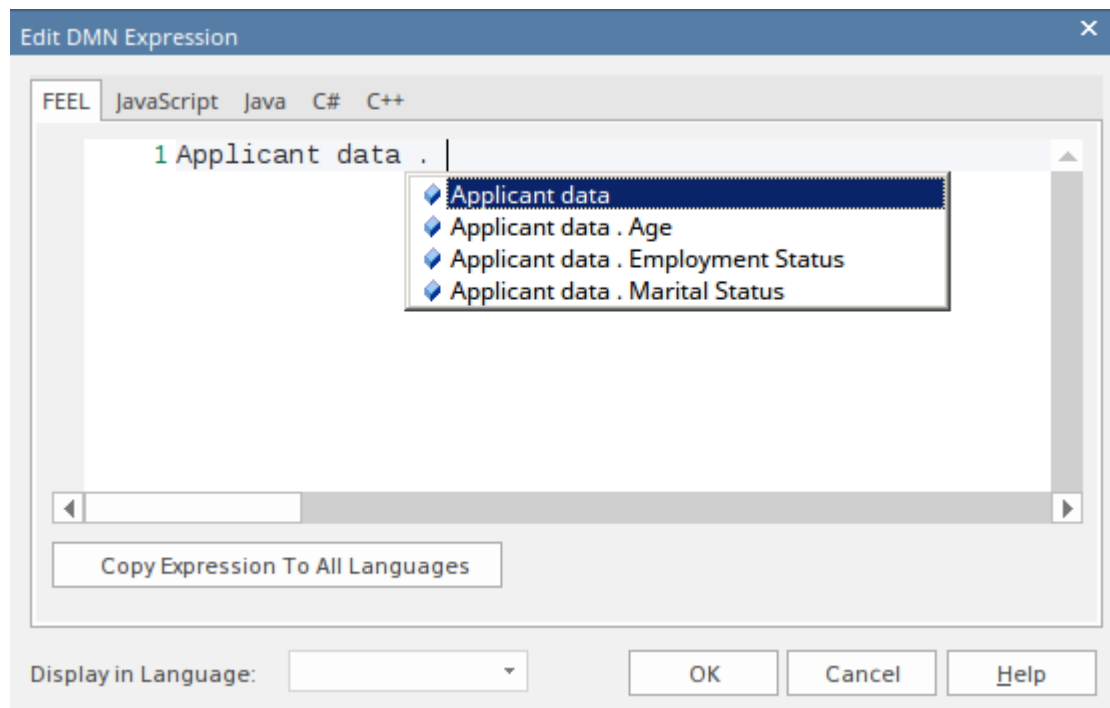 Edit DMN Expression
FEEL JavaScript Java C# C++
1 Applicant data .
Applicant data
Applicant data . Age
Applicant data . Employment Status
Applicant data . Marital Status
Copy Expression To All Languages
Display in Language: OK Cancel Help